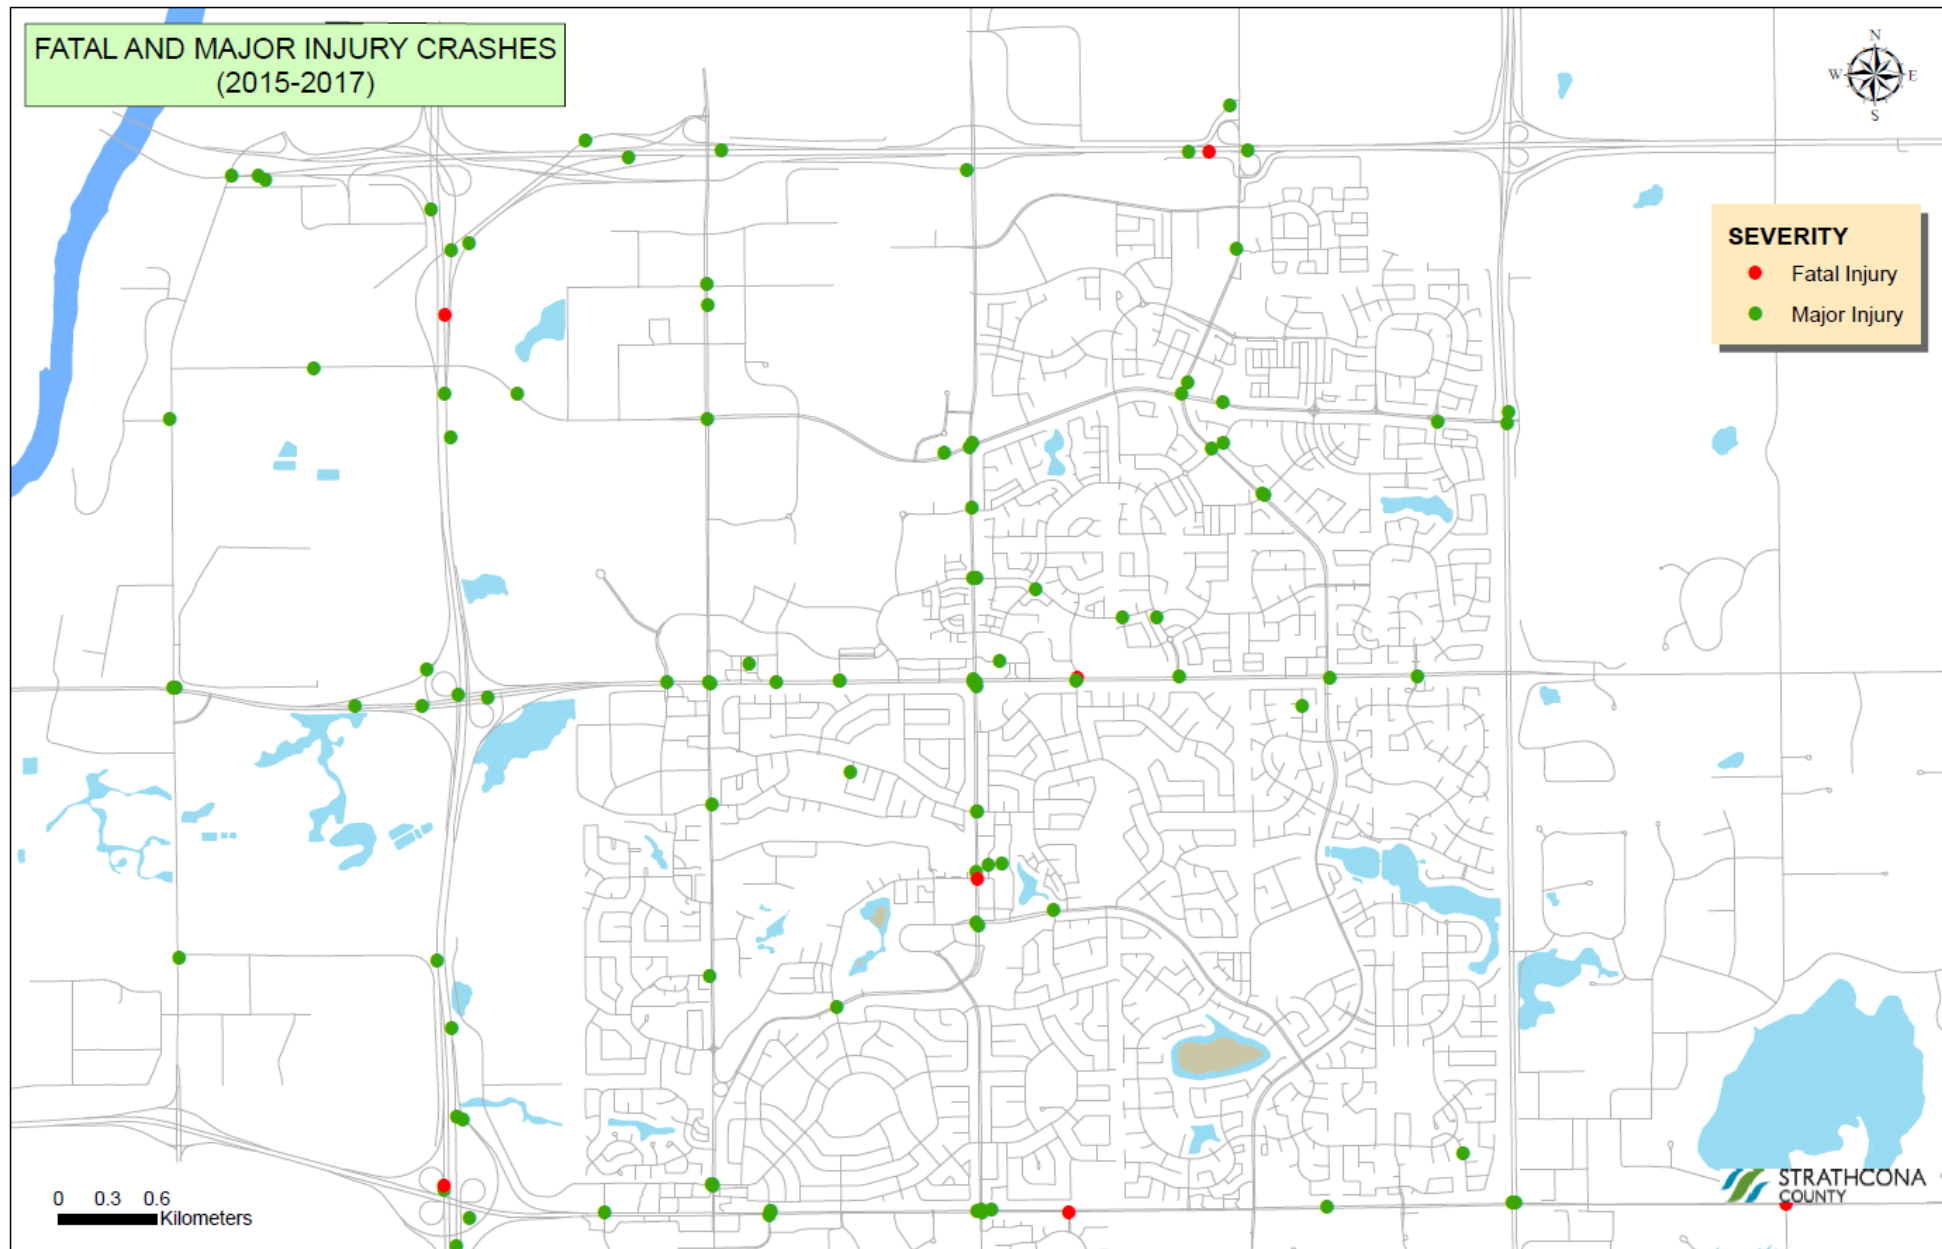 FATAL AND MAJOR INJURY CRASHES
(2015-2017)
N
W
E
S
SEVERITY
Fatal Injury
Major Injury
0 0.3 0.6
Kilometers
STRATHCONA
COUNTY